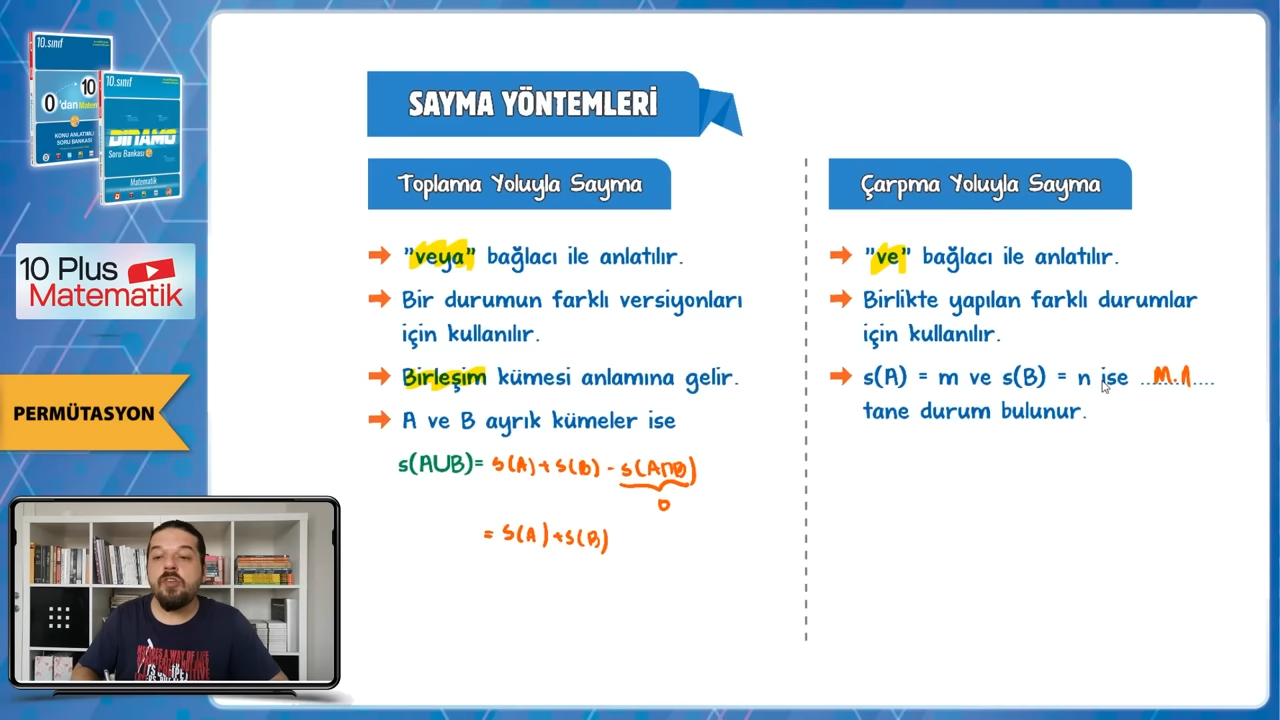 10.sınıf
0'dan 10
KONU ANLATIMLI
SORU BANKASI
10.sınıf
DINAMO
Soru Bankası
Matematik
10 Plus
Matematik
PERMÜTASYON
SAYMA YÖNTEMLERİ
Toplama Yoluyla Sayma
"veya" bağlacı ile anlatılır.
Bir durumun farklı versiyonları
için kullanılır.
Birleşim kümesi anlamına gelir.
A ve B ayrık kümeler ise
s(AUB)= s(A)+s(B)-s(A∩B)
0
= s(A)+s(B)
Çarpma Yoluyla Sayma
"ve" bağlacı ile anlatılır.
Birlikte yapılan farklı durumlar
için kullanılır.
s(A) = m ve s(B) = n ise ...m.n....
tane durum bulunur.